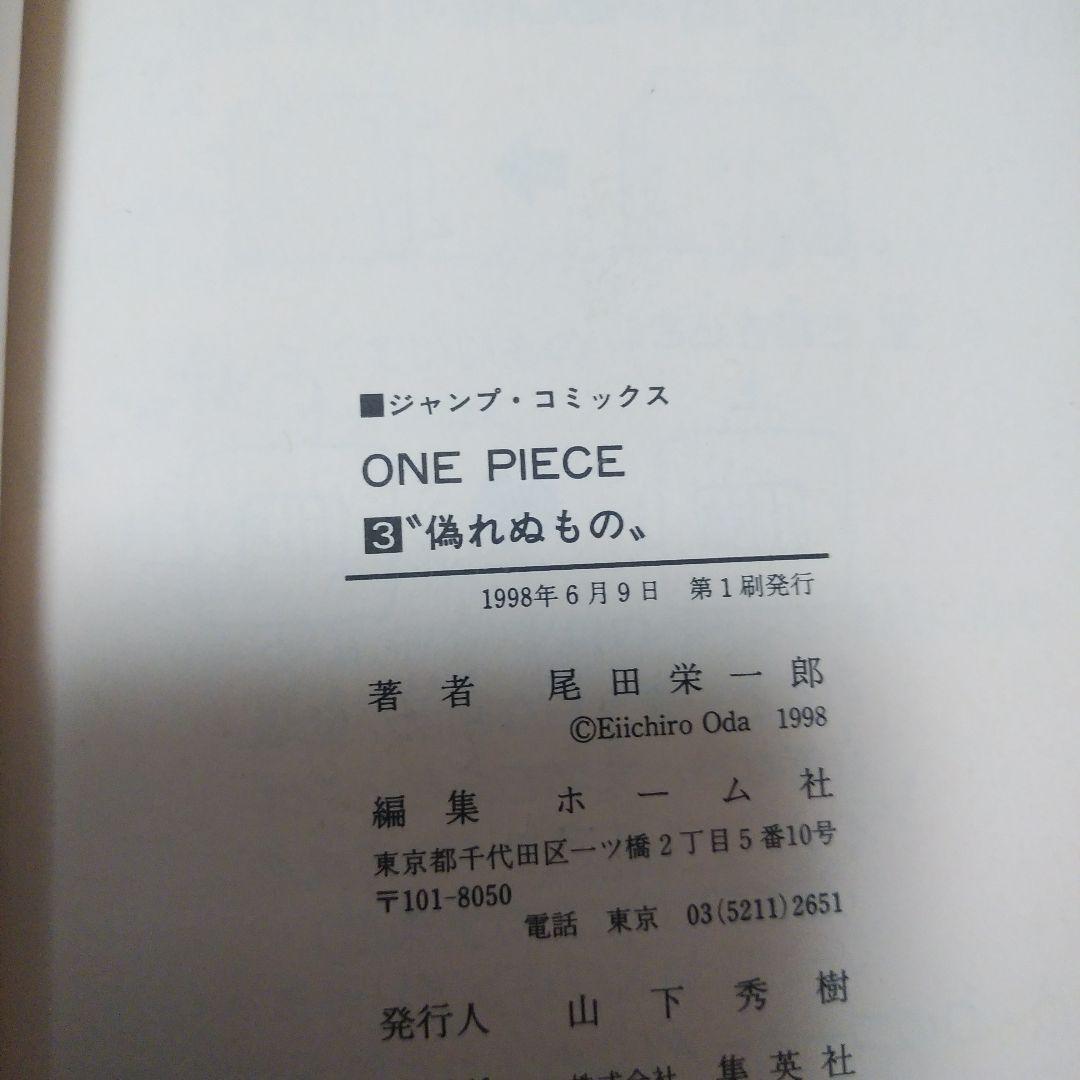 ■ジャンプ・コミックス
ONE PIECE
3〝偽れぬもの〟
1998年6月9日 第1刷発行
著者 尾田栄一郎
©Eiichiro Oda 1998
編集 ホーム社
東京都千代田区一ツ橋2丁目5番10号
〒101-8050
電話 東京 03(5211)2651
発行人 山下秀樹
株式会社 集英社